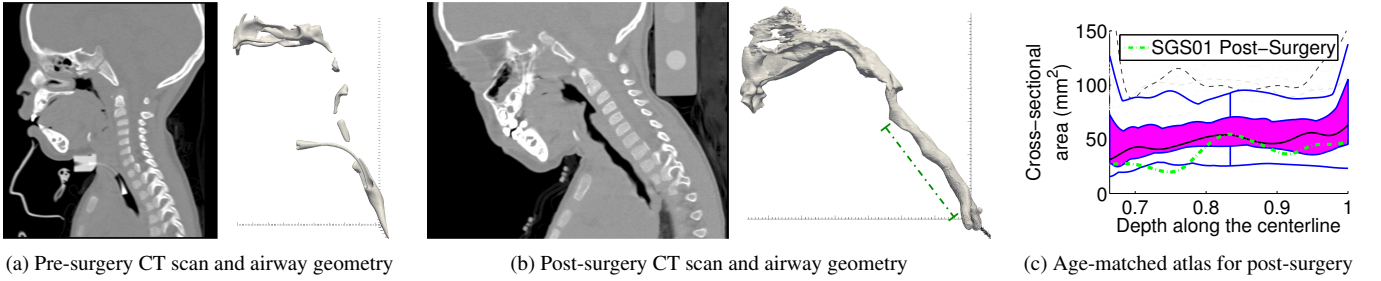 150
100
50
0
Cross−sectional
area (mm2)
SGS01 Post−Surgery
0.7 0.8 0.9 1
Depth along the centerline
(a) Pre-surgery CT scan and airway geometry
(b) Post-surgery CT scan and airway geometry
(c) Age-matched atlas for post-surgery